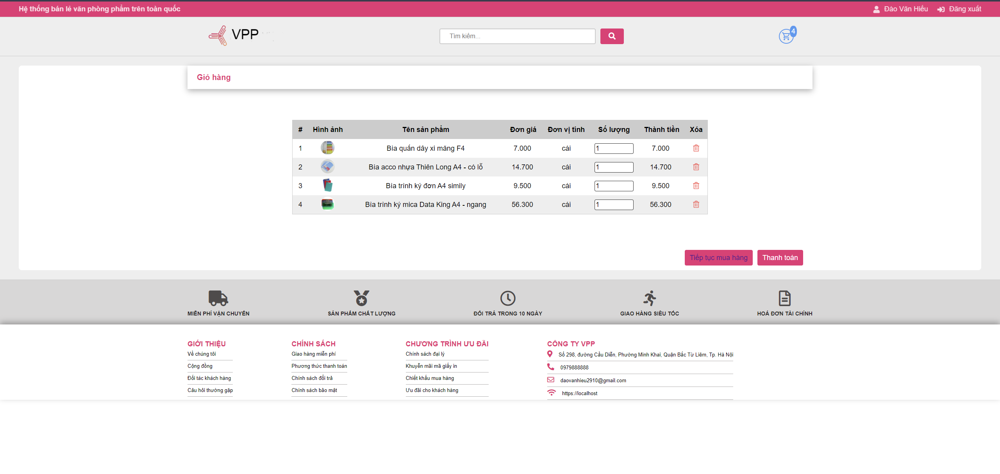 Hệ thống bán lẻ văn phòng phẩm trên toàn quốc
Đào Văn Hiếu Đăng xuất
VPP
Tìm kiếm...
4
Giỏ hàng
# Hình ảnh Tên sản phẩm Đơn giá Đơn vị tính Số lượng Thành tiền Xóa
1 Bìa quấn dây xi măng F4 7.000 cái 1 7.000
2 Bìa acco nhựa Thiên Long A4 - có lỗ 14.700 cái 1 14.700
3 Bìa trình ký đơn A4 simily 9.500 cái 1 9.500
4 Bìa trình ký mica Data King A4 - ngang 56.300 cái 1 56.300
Tiếp tục mua hàng Thanh toán
MIỄN PHÍ VẬN CHUYỂN SẢN PHẨM CHẤT LƯỢNG ĐỔI TRẢ TRONG 10 NGÀY GIAO HÀNG SIÊU TỐC HOÁ ĐƠN TÀI CHÍNH
GIỚI THIỆU
Về chúng tôi
Cộng đồng
Đối tác khách hàng
Câu hỏi thường gặp
CHÍNH SÁCH
Giao hàng miễn phí
Phương thức thanh toán
Chính sách đổi trả
Chính sách bảo mật
CHƯƠNG TRÌNH ƯU ĐÃI
Chính sách đại lý
Khuyễn mãi mã giấy in
Chiết khấu mua hàng
Ưu đãi cho khách hàng
CÔNG TY VPP
Số 298, đường Cầu Diễn, Phường Minh Khai, Quận Bắc Từ Liêm, Tp. Hà Nội
0979888888
daovanhieu2910@gmail.com
https://localhost